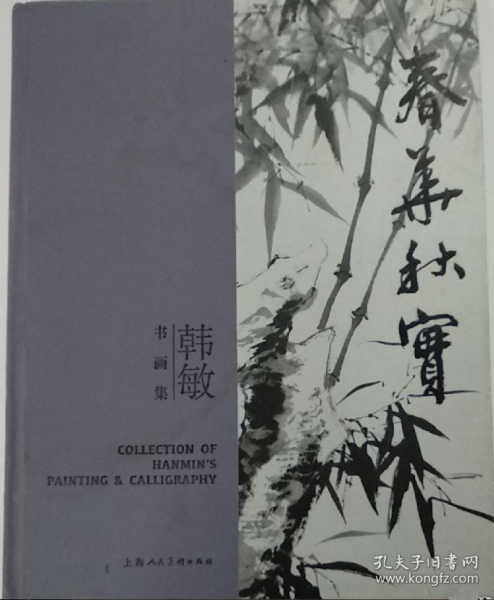 春華秋實
韩敏
书画集
COLLECTION OF
HANMIN'S
PAINTING & CALLIGRAPHY
上海人民美術出版社
孔夫子旧书网
www.kongfz.com